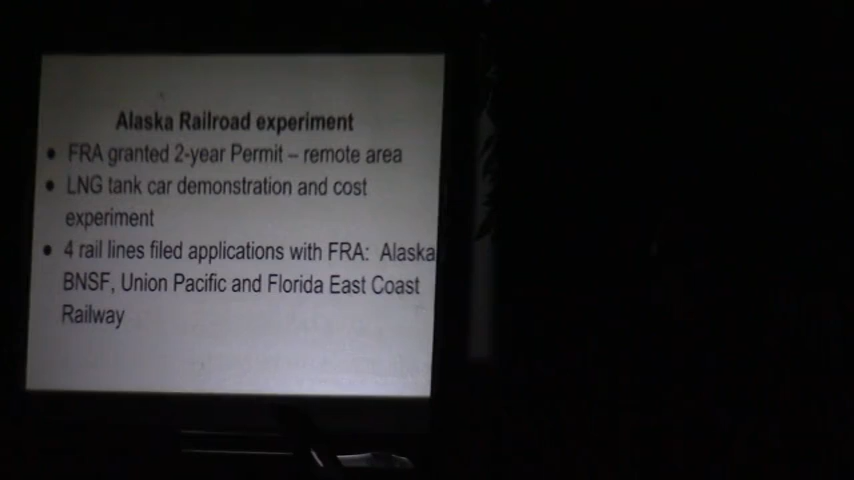 Alaska Railroad experiment
• FRA granted 2-year Permit – remote area
• LNG tank car demonstration and cost
experiment
• 4 rail lines filed applications with FRA: Alaska
BNSF, Union Pacific and Florida East Coast
Railway